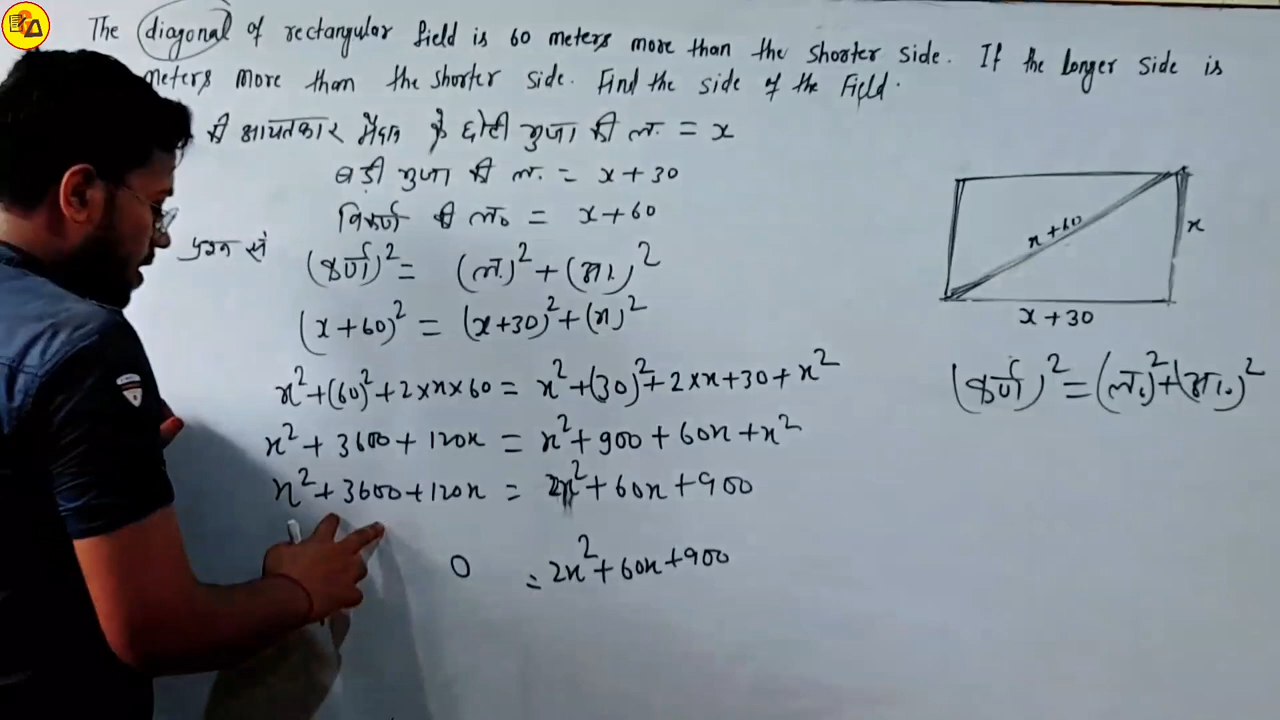 The diagonal of rectangular field is 60 meters more than the shorter side. If the longer side is
meters more than the shorter side. Find the side of the Field.
की आयतकार मैदान के छोटी भुजा की ल. = x
बड़ी भुजा की ल. = x+30
विकर्ण की ल० = x+60
प्रश्न से
(कर्ण)² = (ल.)² + (आ.)²
(x+60)² = (x+30)² + (x)²
x² + (60)² + 2×x×60 = x² + (30)² + 2×x+30 + x²
x² + 3600 + 120x = x² + 900 + 60x + x²
x² + 3600 + 120x = 2x² + 60x + 900
0 = 2x² + 60x + 900
x+60
x
x+30
(कर्ण)² = (ल.)² + (आ०)²